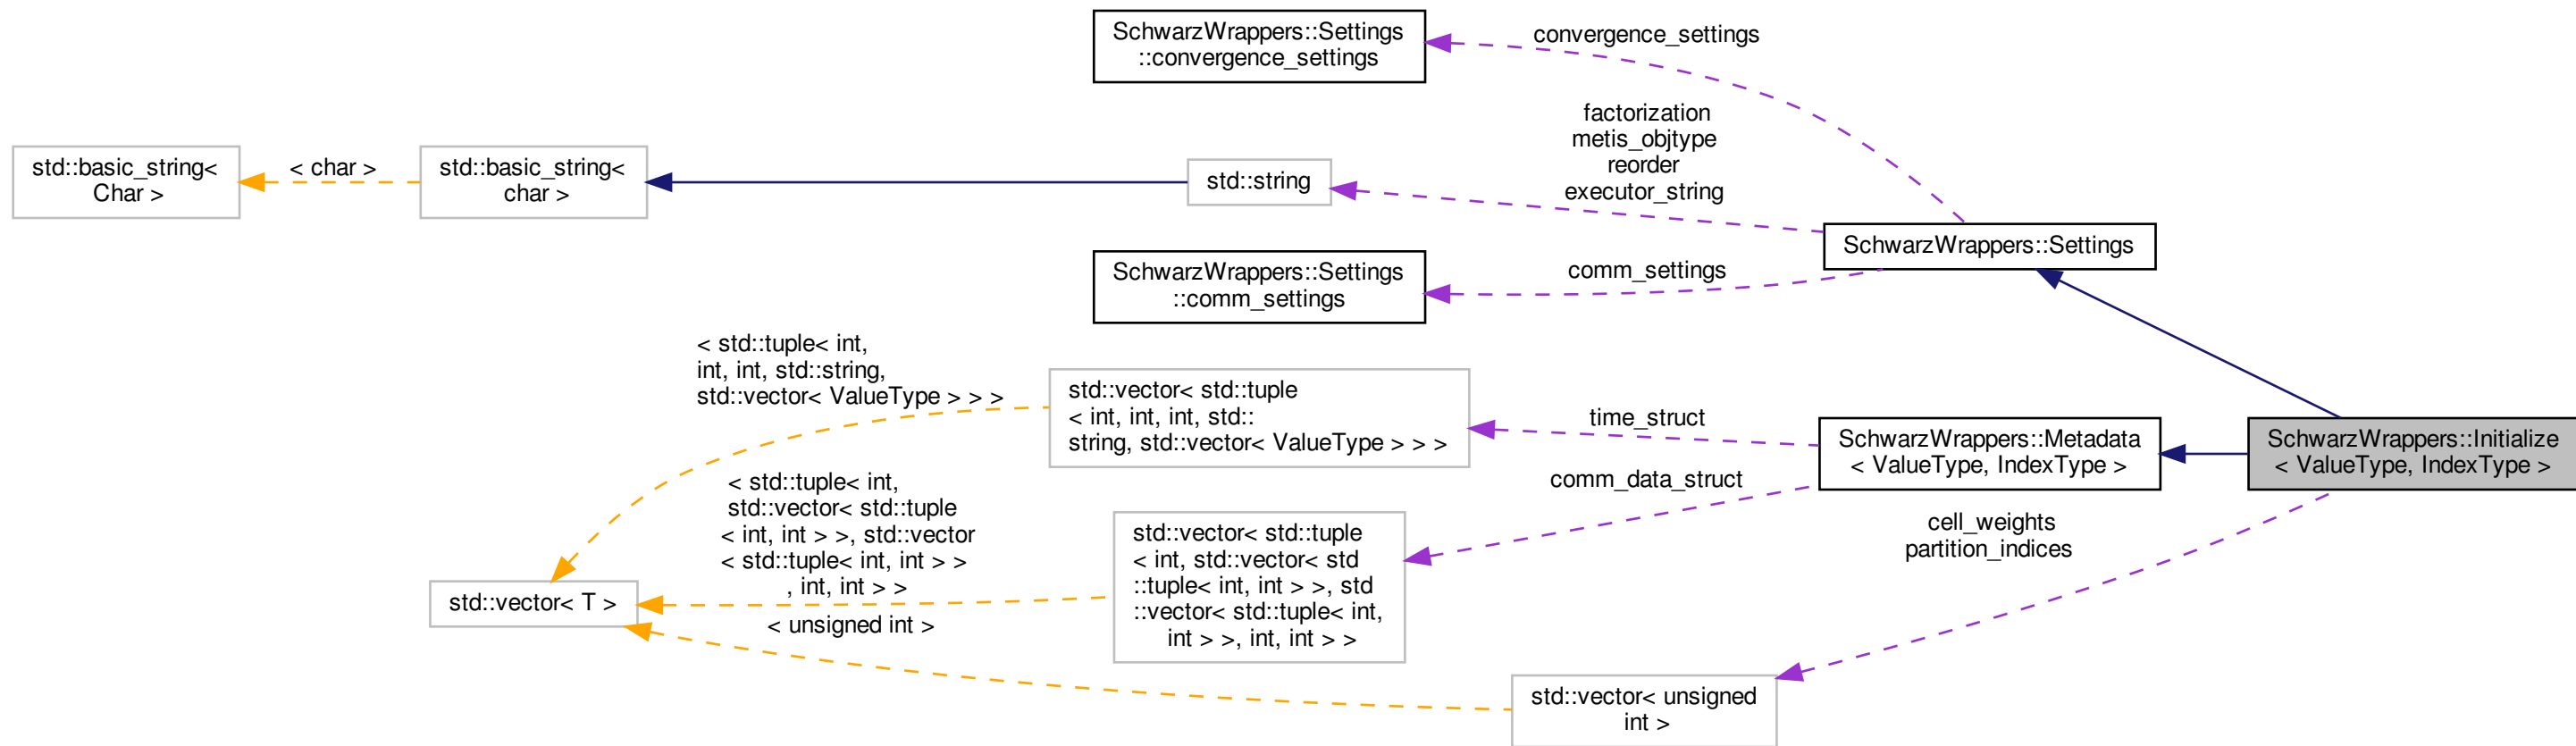 SchwarzWrappers::Settings
::convergence_settings
convergence_settings
factorization
metis_objtype
reorder
executor_string
std::basic_string<
Char >
< char >
std::basic_string<
char >
std::string
SchwarzWrappers::Settings
SchwarzWrappers::Settings
::comm_settings
comm_settings
< std::tuple< int,
int, int, std::string,
std::vector< ValueType > > >
std::vector< std::tuple
< int, int, int, std::
string, std::vector< ValueType > > >
time_struct
SchwarzWrappers::Metadata
< ValueType, IndexType >
SchwarzWrappers::Initialize
< ValueType, IndexType >
comm_data_struct
< std::tuple< int,
std::vector< std::tuple
< int, int > >, std::vector
< std::tuple< int, int > >
, int, int > >
std::vector< std::tuple
< int, std::vector< std
::tuple< int, int > >, std
::vector< std::tuple< int,
int > >, int, int > >
cell_weights
partition_indices
std::vector< T >
< unsigned int >
std::vector< unsigned
int >